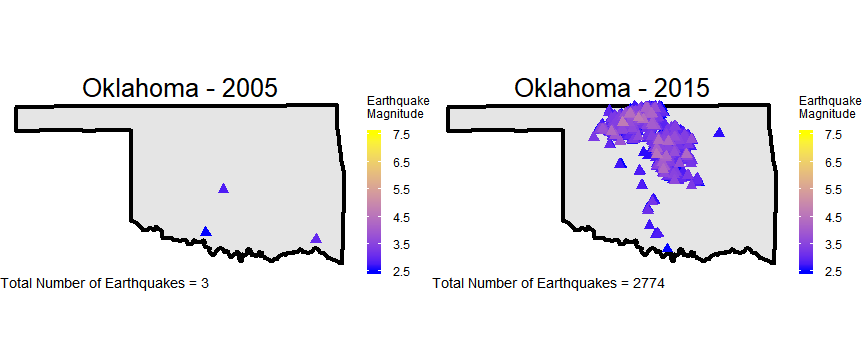 Oklahoma - 2005
Earthquake
Magnitude
7.5
6.5
5.5
4.5
3.5
2.5
Total Number of Earthquakes = 3
Oklahoma - 2015
Earthquake
Magnitude
7.5
6.5
5.5
4.5
3.5
2.5
Total Number of Earthquakes = 2774